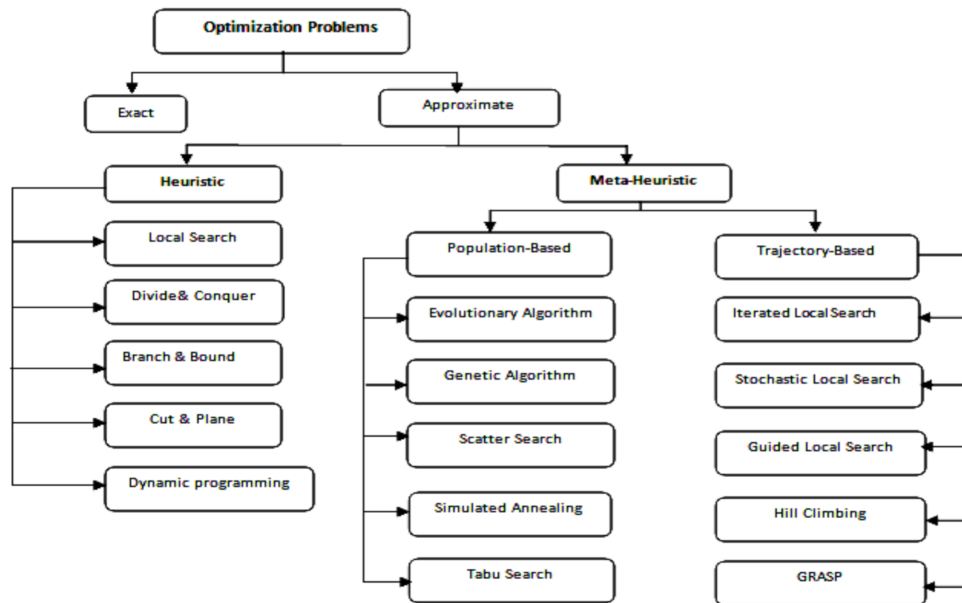 Optimization Problems
Exact
Approximate
Heuristic
Meta-Heuristic
Local Search
Divide& Conquer
Branch & Bound
Cut & Plane
Dynamic programming
Population-Based
Evolutionary Algorithm
Genetic Algorithm
Scatter Search
Simulated Annealing
Tabu Search
Trajectory-Based
Iterated LocalSearch
Stochastic Local Search
Guided Local Search
Hill Climbing
GRASP